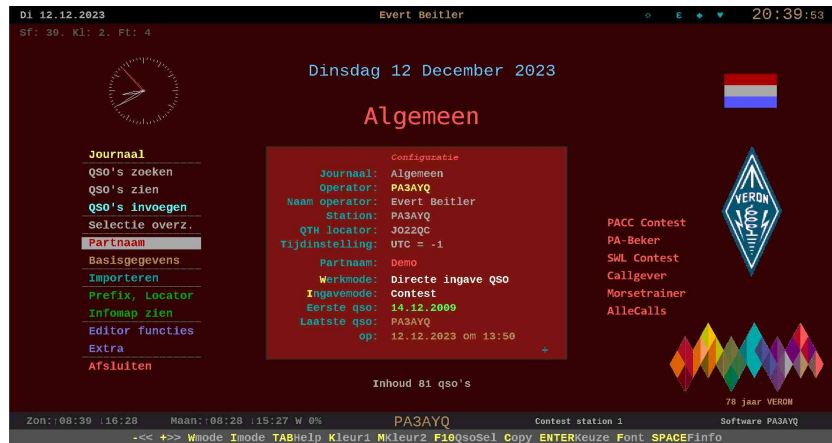 Di 12.12.2023 Evert Beitler ☼ ε ♠ ♥ 20:39:53
Sf: 39. Kl: 2. Ft: 4
Dinsdag 12 December 2023
Algemeen
Journaal
QSO's zoeken
QSO's zien
QSO's invoegen
Selectie overz.
Partnaam
Basisgegevens
Importeren
Prefix, Locator
Infomap zien
Editor functies
Extra
Afsluiten
Configuratie
Journaal: Algemeen
Operator: PA3AYQ
Naam operator: Evert Beitler
Station: PA3AYQ
QTH locator: JO22QC
Tijdinstelling: UTC = -1
Partnaam: Demo
Werkmode: Directe ingave QSO
Ingavemode: Contest
Eerste qso: 14.12.2009
Laatste qso: PA3AYQ
op: 12.12.2023 om 13:50
÷
Inhoud 81 qso's
VERON
PACC Contest
PA-Beker
SWL Contest
Callgever
Morsetrainer
AlleCalls
78 jaar VERON
Zon:↑08:39 ↓16:28 Maan:↑08:28 ↓15:27 W 0% PA3AYQ Contest station 1 Software PA3AYQ
-<< +>> Wmode Imode TABHelp Kleur1 MKleur2 F10QsoSel Copy ENTERKeuze Font SPACEFinfo